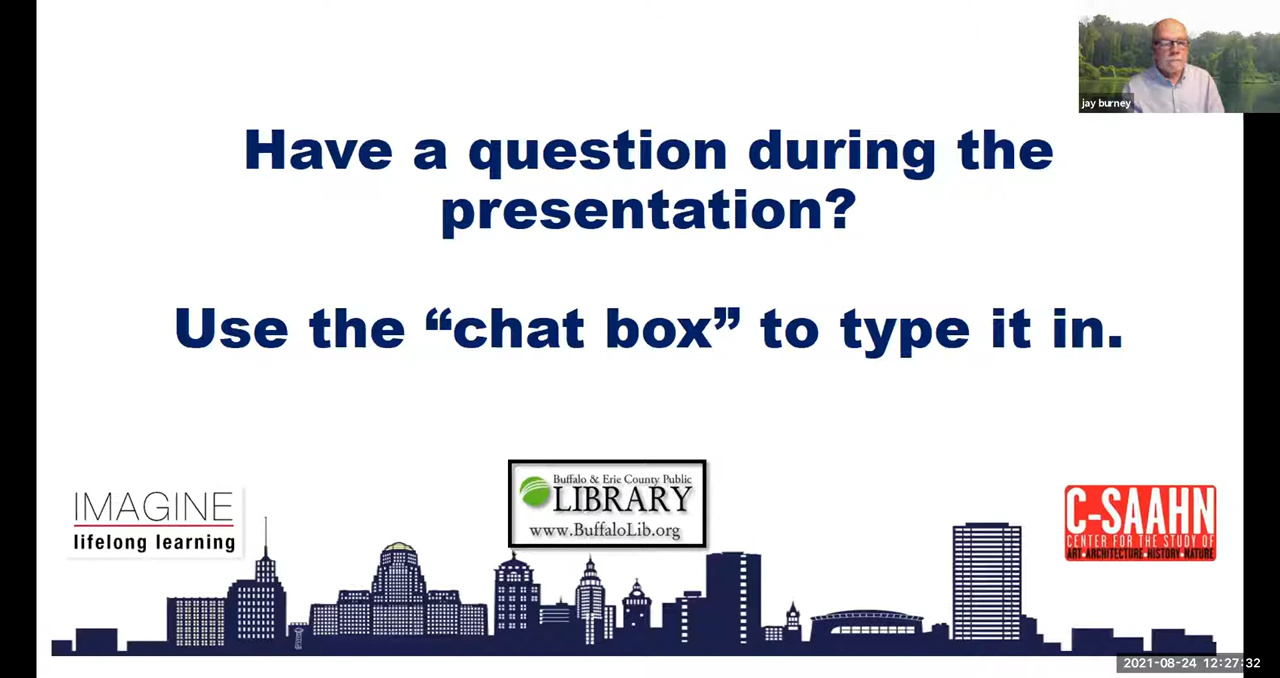 jay burney
Have a question during the
presentation?
Use the “chat box” to type it in.
IMAGINE
lifelong learning
Buffalo & Erie County Public
LIBRARY
www.BuffaloLib.org
C-SAAHN
CENTER FOR THE STUDY OF
ART•ARCHITECTURE•HISTORY•NATURE
2021-08-24 12:27:32